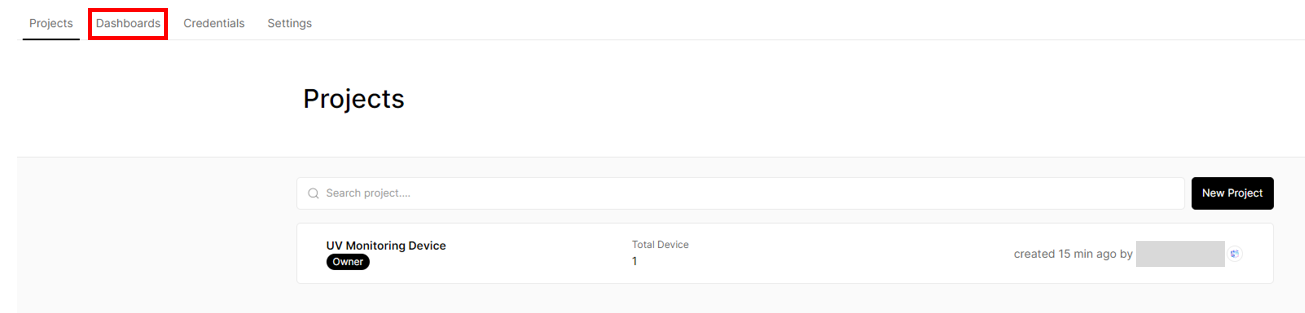 Projects Dashboards Credentials Settings
Projects
Search project....
New Project
UV Monitoring Device
Owner
Total Device
1
created 15 min ago by